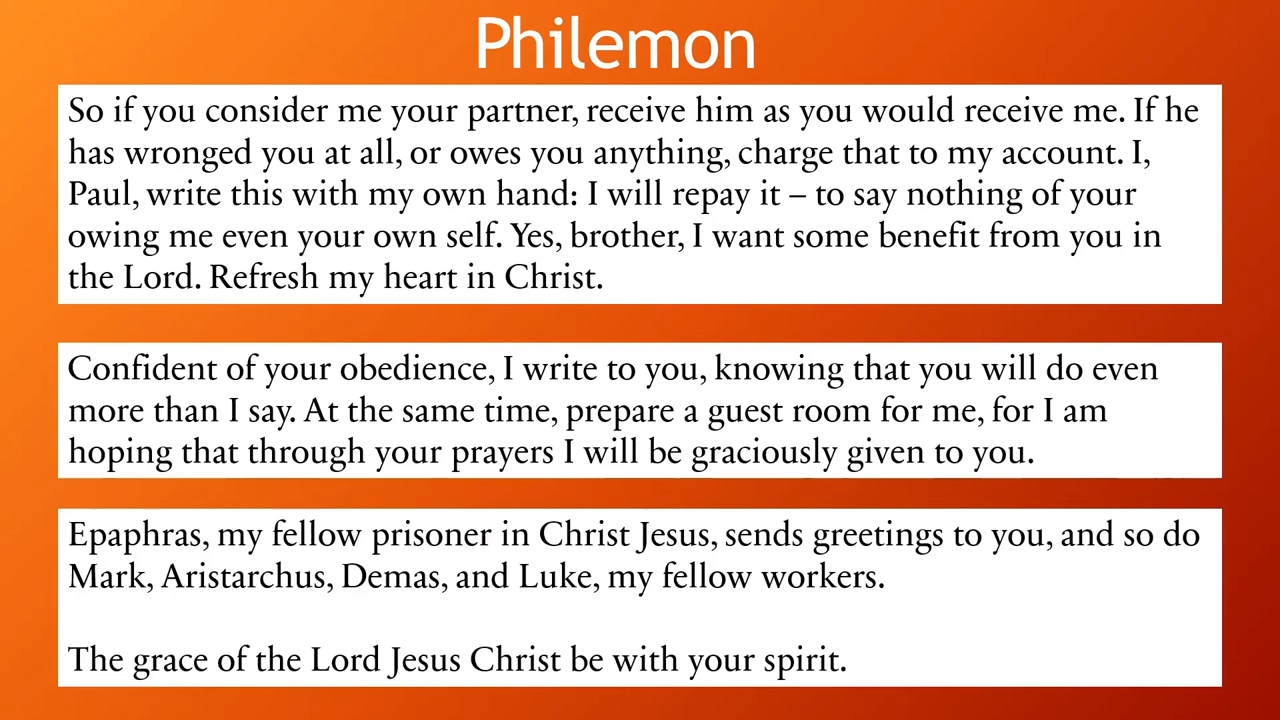 Philemon
So if you consider me your partner, receive him as you would receive me. If he
has wronged you at all, or owes you anything, charge that to my account. I,
Paul, write this with my own hand: I will repay it – to say nothing of your
owing me even your own self. Yes, brother, I want some benefit from you in
the Lord. Refresh my heart in Christ.
Confident of your obedience, I write to you, knowing that you will do even
more than I say. At the same time, prepare a guest room for me, for I am
hoping that through your prayers I will be graciously given to you.
Epaphras, my fellow prisoner in Christ Jesus, sends greetings to you, and so do
Mark, Aristarchus, Demas, and Luke, my fellow workers.
The grace of the Lord Jesus Christ be with your spirit.